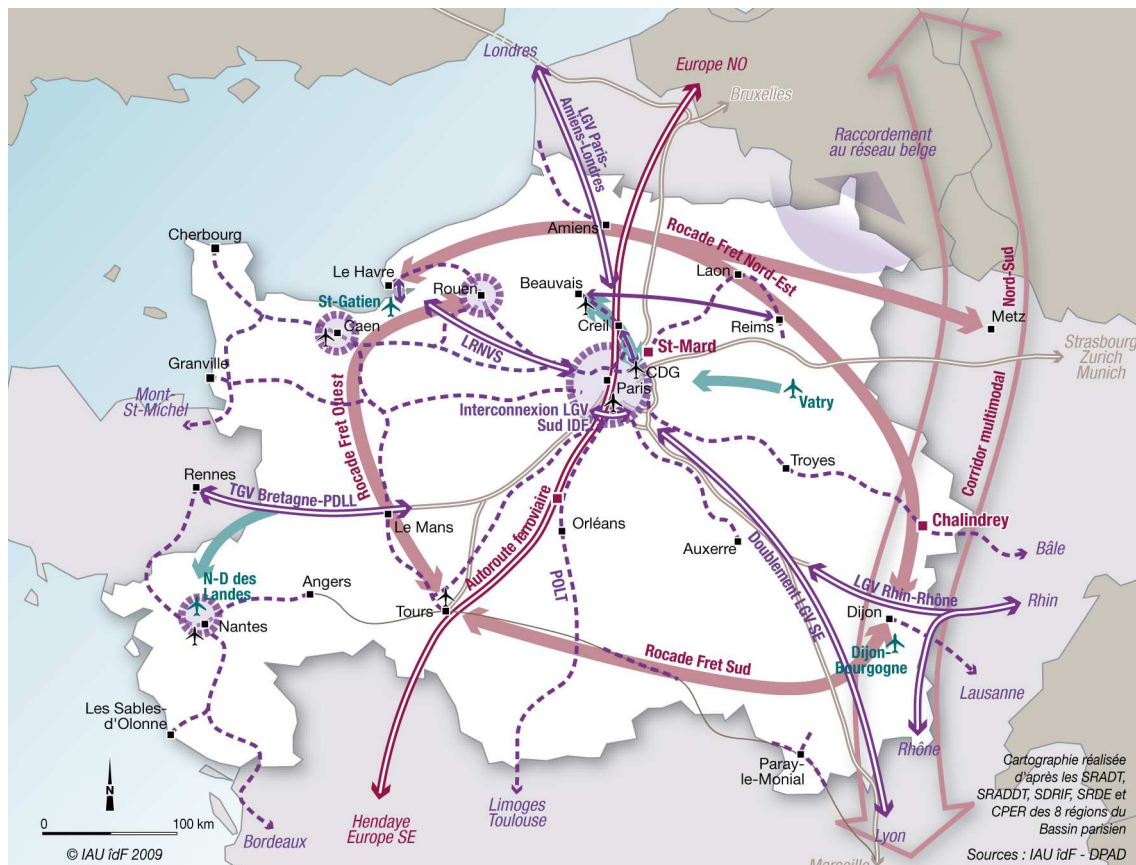 Londres
Europe NO
Bruxelles
LGV Paris-
Amiens-Londres
Raccordement
au réseau belge
Cherbourg
Amiens
Rocade Fret Nord-Est
Nord-Sud
Le Havre
Laon
Rouen
Beauvais
St-Gatien
Caen
Creil
Reims
Metz
LRNVS
St-Mard
Strasbourg
Zurich
Munich
Granville
CDG
Paris
Vatry
Mont-
St-Michel
Interconnexion LGV
Sud IDF
Rocade Fret Ouest
Corridor multimodal
Rennes
TGV Bretagne-PDLL
Troyes
Le Mans
Autoroute ferroviaire
Orléans
Chalindrey
Auxerre
Bâle
Doublement LGV SE
N-D des
Landes
Angers
POLT
LGV Rhin-Rhône
Rhin
Nantes
Tours
Dijon
Rocade Fret Sud
Dijon-
Bourgogne
Lausanne
Les Sables-
d'Olonne
Rhône
Paray-
le-Monial
Cartographie réalisée
d'après les SRADT,
SRADDT, SDRIF, SRDE et
CPER des 8 régions du
Bassin parisien
N
0 100 km
Hendaye
Europe SE
Limoges
Toulouse
Bordeaux
Lyon
Marseille
© IAU îdF 2009
Sources : IAU îdF - DPAD